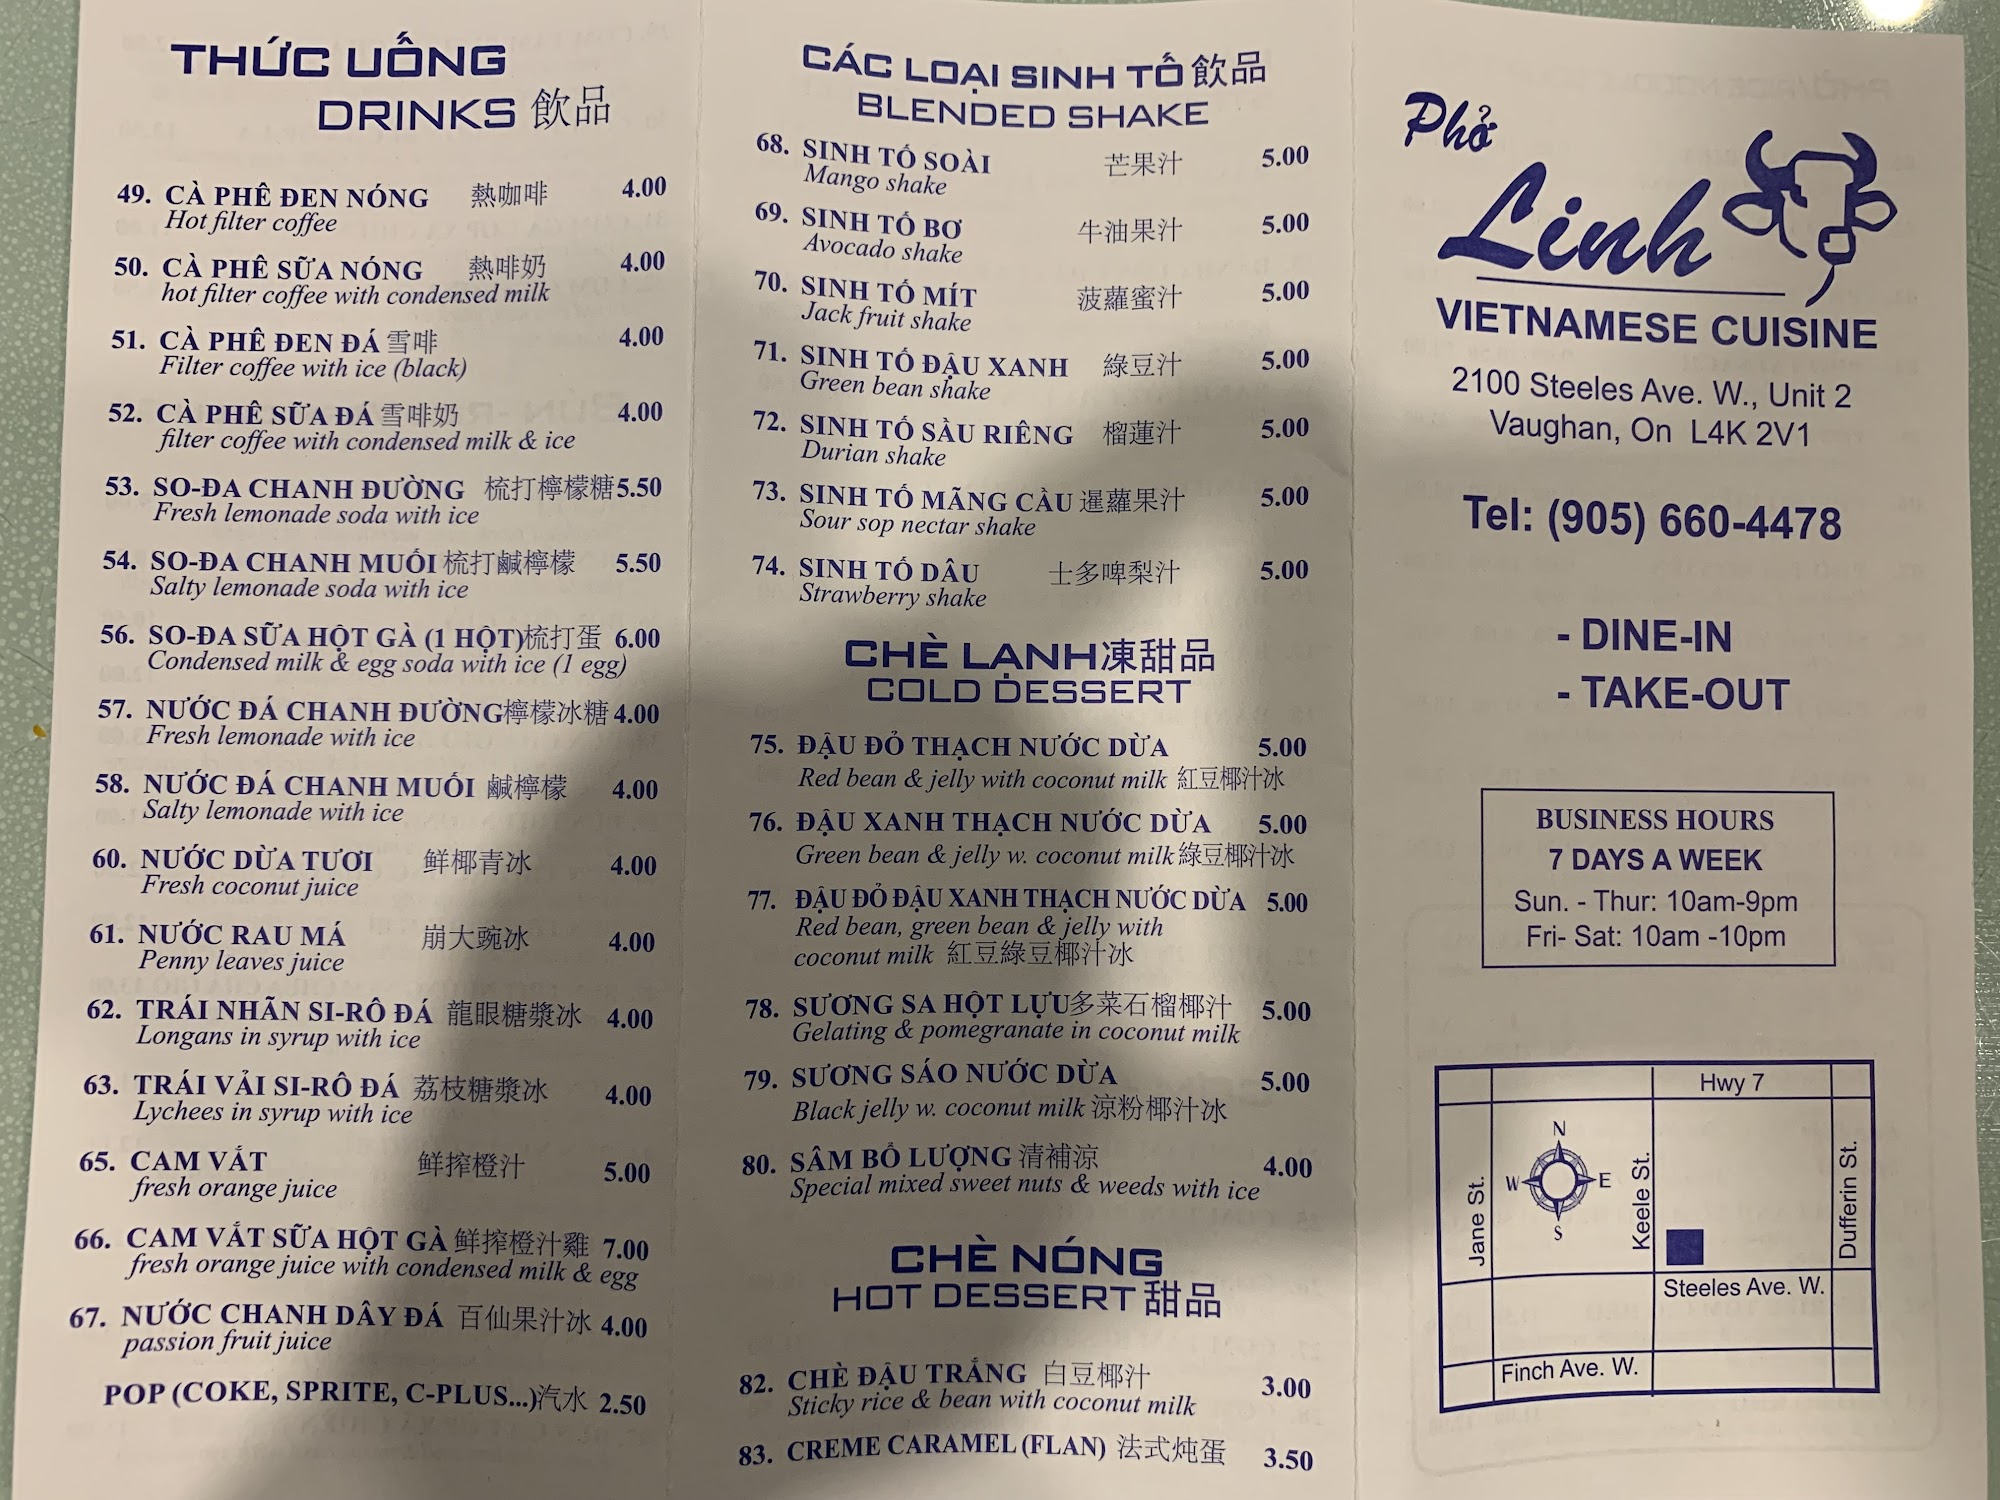 THỨC UỐNG
DRINKS 飲品
49. CÀ PHÊ ĐEN NÓNG 熱咖啡 4.00
Hot filter coffee
50. CÀ PHÊ SỮA NÓNG 熱啡奶 4.00
hot filter coffee with condensed milk
51. CÀ PHÊ ĐEN ĐÁ 雪啡 4.00
Filter coffee with ice (black)
52. CÀ PHÊ SỮA ĐÁ 雪啡奶 4.00
filter coffee with condensed milk & ice
53. SO-ĐA CHANH ĐƯỜNG 梳打檸檬糖 5.50
Fresh lemonade soda with ice
54. SO-ĐA CHANH MUỐI 梳打鹹檸檬 5.50
Salty lemonade soda with ice
56. SO-ĐA SỮA HỘT GÀ (1 HỘT) 梳打蛋 6.00
Condensed milk & egg soda with ice (1 egg)
57. NƯỚC ĐÁ CHANH ĐƯỜNG 檸檬冰糖 4.00
Fresh lemonade with ice
58. NƯỚC ĐÁ CHANH MUỐI 鹹檸檬 4.00
Salty lemonade with ice
60. NƯỚC DỪA TƯƠI 鲜椰青冰 4.00
Fresh coconut juice
61. NƯỚC RAU MÁ 崩大豌冰 4.00
Penny leaves juice
62. TRÁI NHÃN SI-RÔ ĐÁ 龍眼糖漿冰 4.00
Longans in syrup with ice
63. TRÁI VẢI SI-RÔ ĐÁ 荔枝糖漿冰 4.00
Lychees in syrup with ice
65. CAM VẮT 鲜搾橙汁 5.00
fresh orange juice
66. CAM VẮT SỮA HỘT GÀ 鲜搾橙汁雞 7.00
fresh orange juice with condensed milk & egg
67. NƯỚC CHANH DÂY ĐÁ 百仙果汁冰 4.00
passion fruit juice
POP (COKE, SPRITE, C-PLUS...) 汽水 2.50
CÁC LOẠI SINH TỐ 飲品
BLENDED SHAKE
68. SINH TỐ SOÀI 芒果汁 5.00
Mango shake
69. SINH TỐ BƠ 牛油果汁 5.00
Avocado shake
70. SINH TỐ MÍT 菠蘿蜜汁 5.00
Jack fruit shake
71. SINH TỐ ĐẬU XANH 綠豆汁 5.00
Green bean shake
72. SINH TỐ SẦU RIÊNG 榴蓮汁 5.00
Durian shake
73. SINH TỐ MÃNG CẦU 暹蘿果汁 5.00
Sour sop nectar shake
74. SINH TỐ DÂU 士多啤梨汁 5.00
Strawberry shake
CHÈ LẠNH 凍甜品
COLD DESSERT
75. ĐẬU ĐỎ THẠCH NƯỚC DỪA 5.00
Red bean & jelly with coconut milk 紅豆椰汁冰
76. ĐẬU XANH THẠCH NƯỚC DỪA 5.00
Green bean & jelly w. coconut milk 綠豆椰汁冰
77. ĐẬU ĐỎ ĐẬU XANH THẠCH NƯỚC DỪA 5.00
Red bean, green bean & jelly with
coconut milk 紅豆綠豆椰汁冰
78. SƯƠNG SA HỘT LỰU 多菜石榴椰汁 5.00
Gelating & pomegranate in coconut milk
79. SƯƠNG SÁO NƯỚC DỪA 5.00
Black jelly w. coconut milk 涼粉椰汁冰
80. SÂM BỔ LƯỢNG 清補涼 4.00
Special mixed sweet nuts & weeds with ice
CHÈ NÓNG
HOT DESSERT 甜品
82. CHÈ ĐẬU TRẮNG 白豆椰汁 3.00
Sticky rice & bean with coconut milk
83. CREME CARAMEL (FLAN) 法式炖蛋 3.50
Phở
Linh
VIETNAMESE CUISINE
2100 Steeles Ave. W., Unit 2
Vaughan, On L4K 2V1
Tel: (905) 660-4478
- DINE-IN
- TAKE-OUT
BUSINESS HOURS
7 DAYS A WEEK
Sun. - Thur: 10am-9pm
Fri- Sat: 10am -10pm
Hwy 7
N
W E
S
Jane St.
Keele St.
Dufferin St.
Steeles Ave. W.
Finch Ave. W.